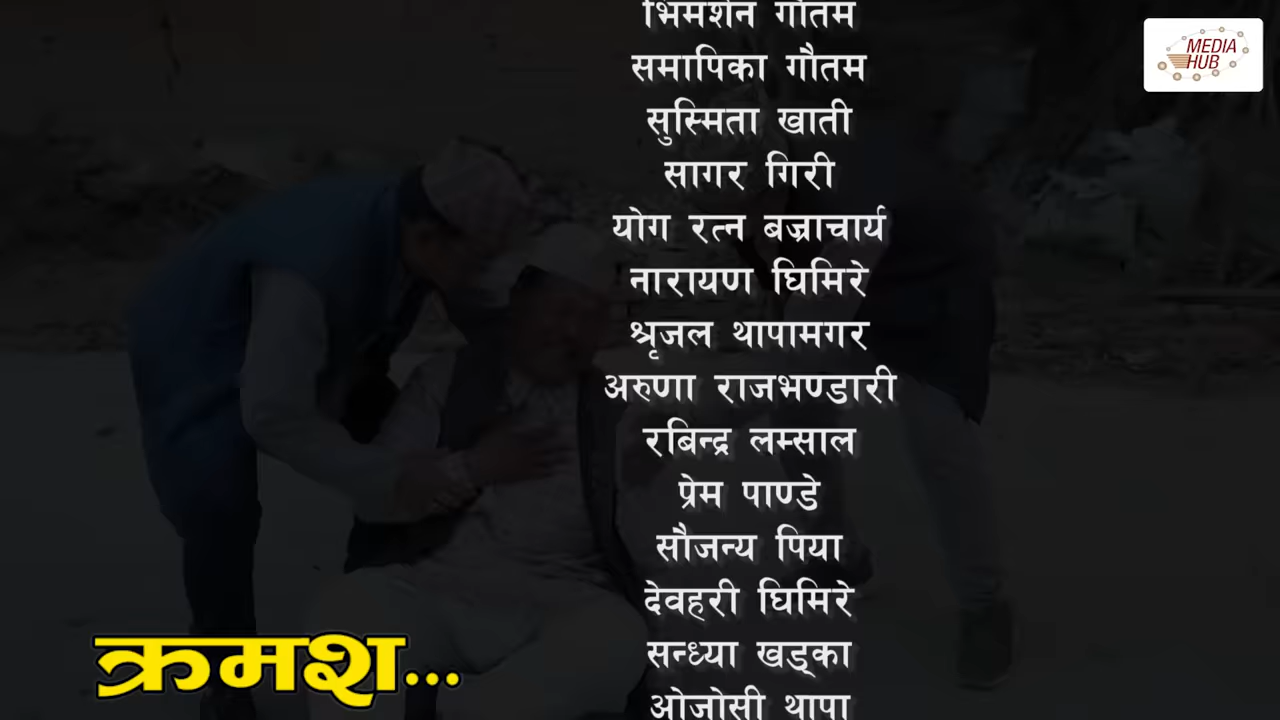 भिमशेन गौतम
समापिका गौतम
सुस्मिता खाती
सागर गिरी
योग रत्न बज्राचार्य
नारायण घिमिरे
श्रृजल थापामगर
अरुणा राजभण्डारी
रबिन्द्र लम्साल
प्रेम पाण्डे
सौजन्य पिया
देवहरी घिमिरे
सन्ध्या खड्का
ओजोसी थापा
क्रमश...
MEDIA
HUB